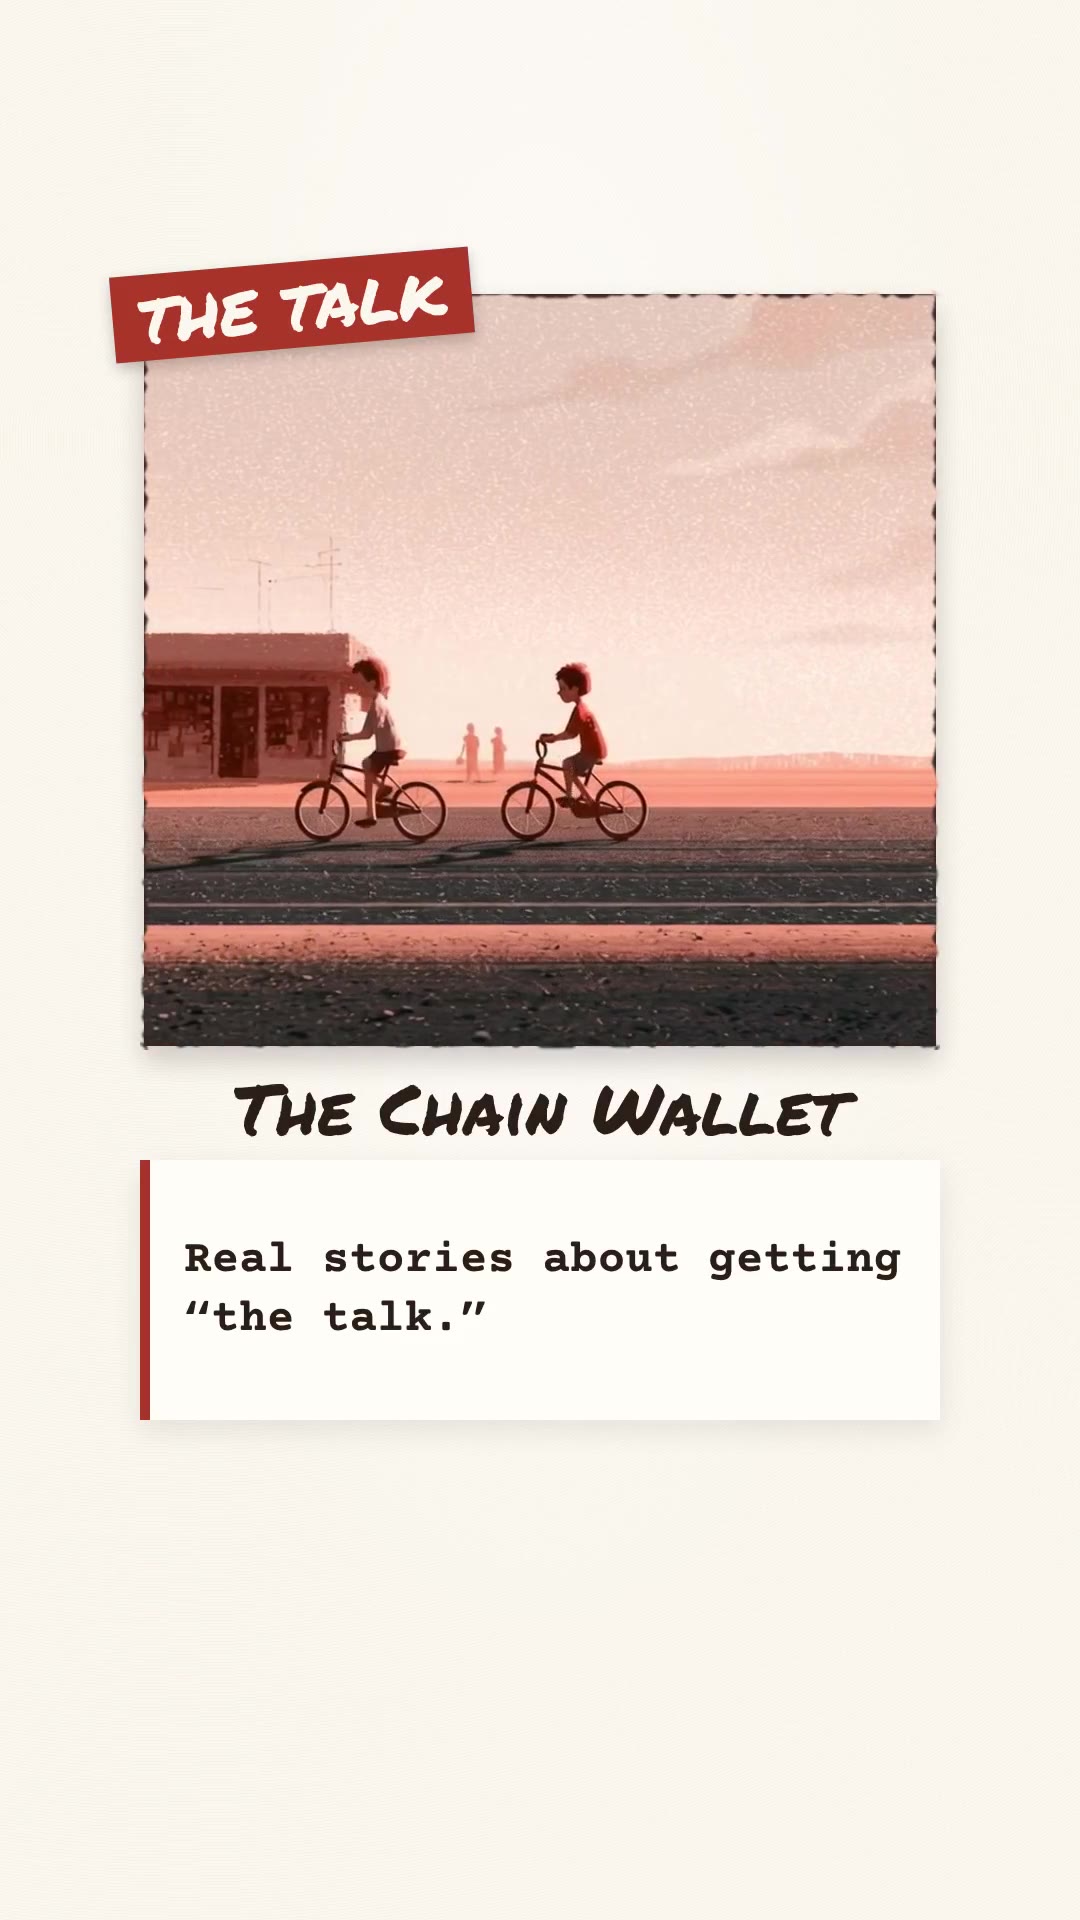 THE TALK
The Chain Wallet
Real stories about getting
“the talk.”